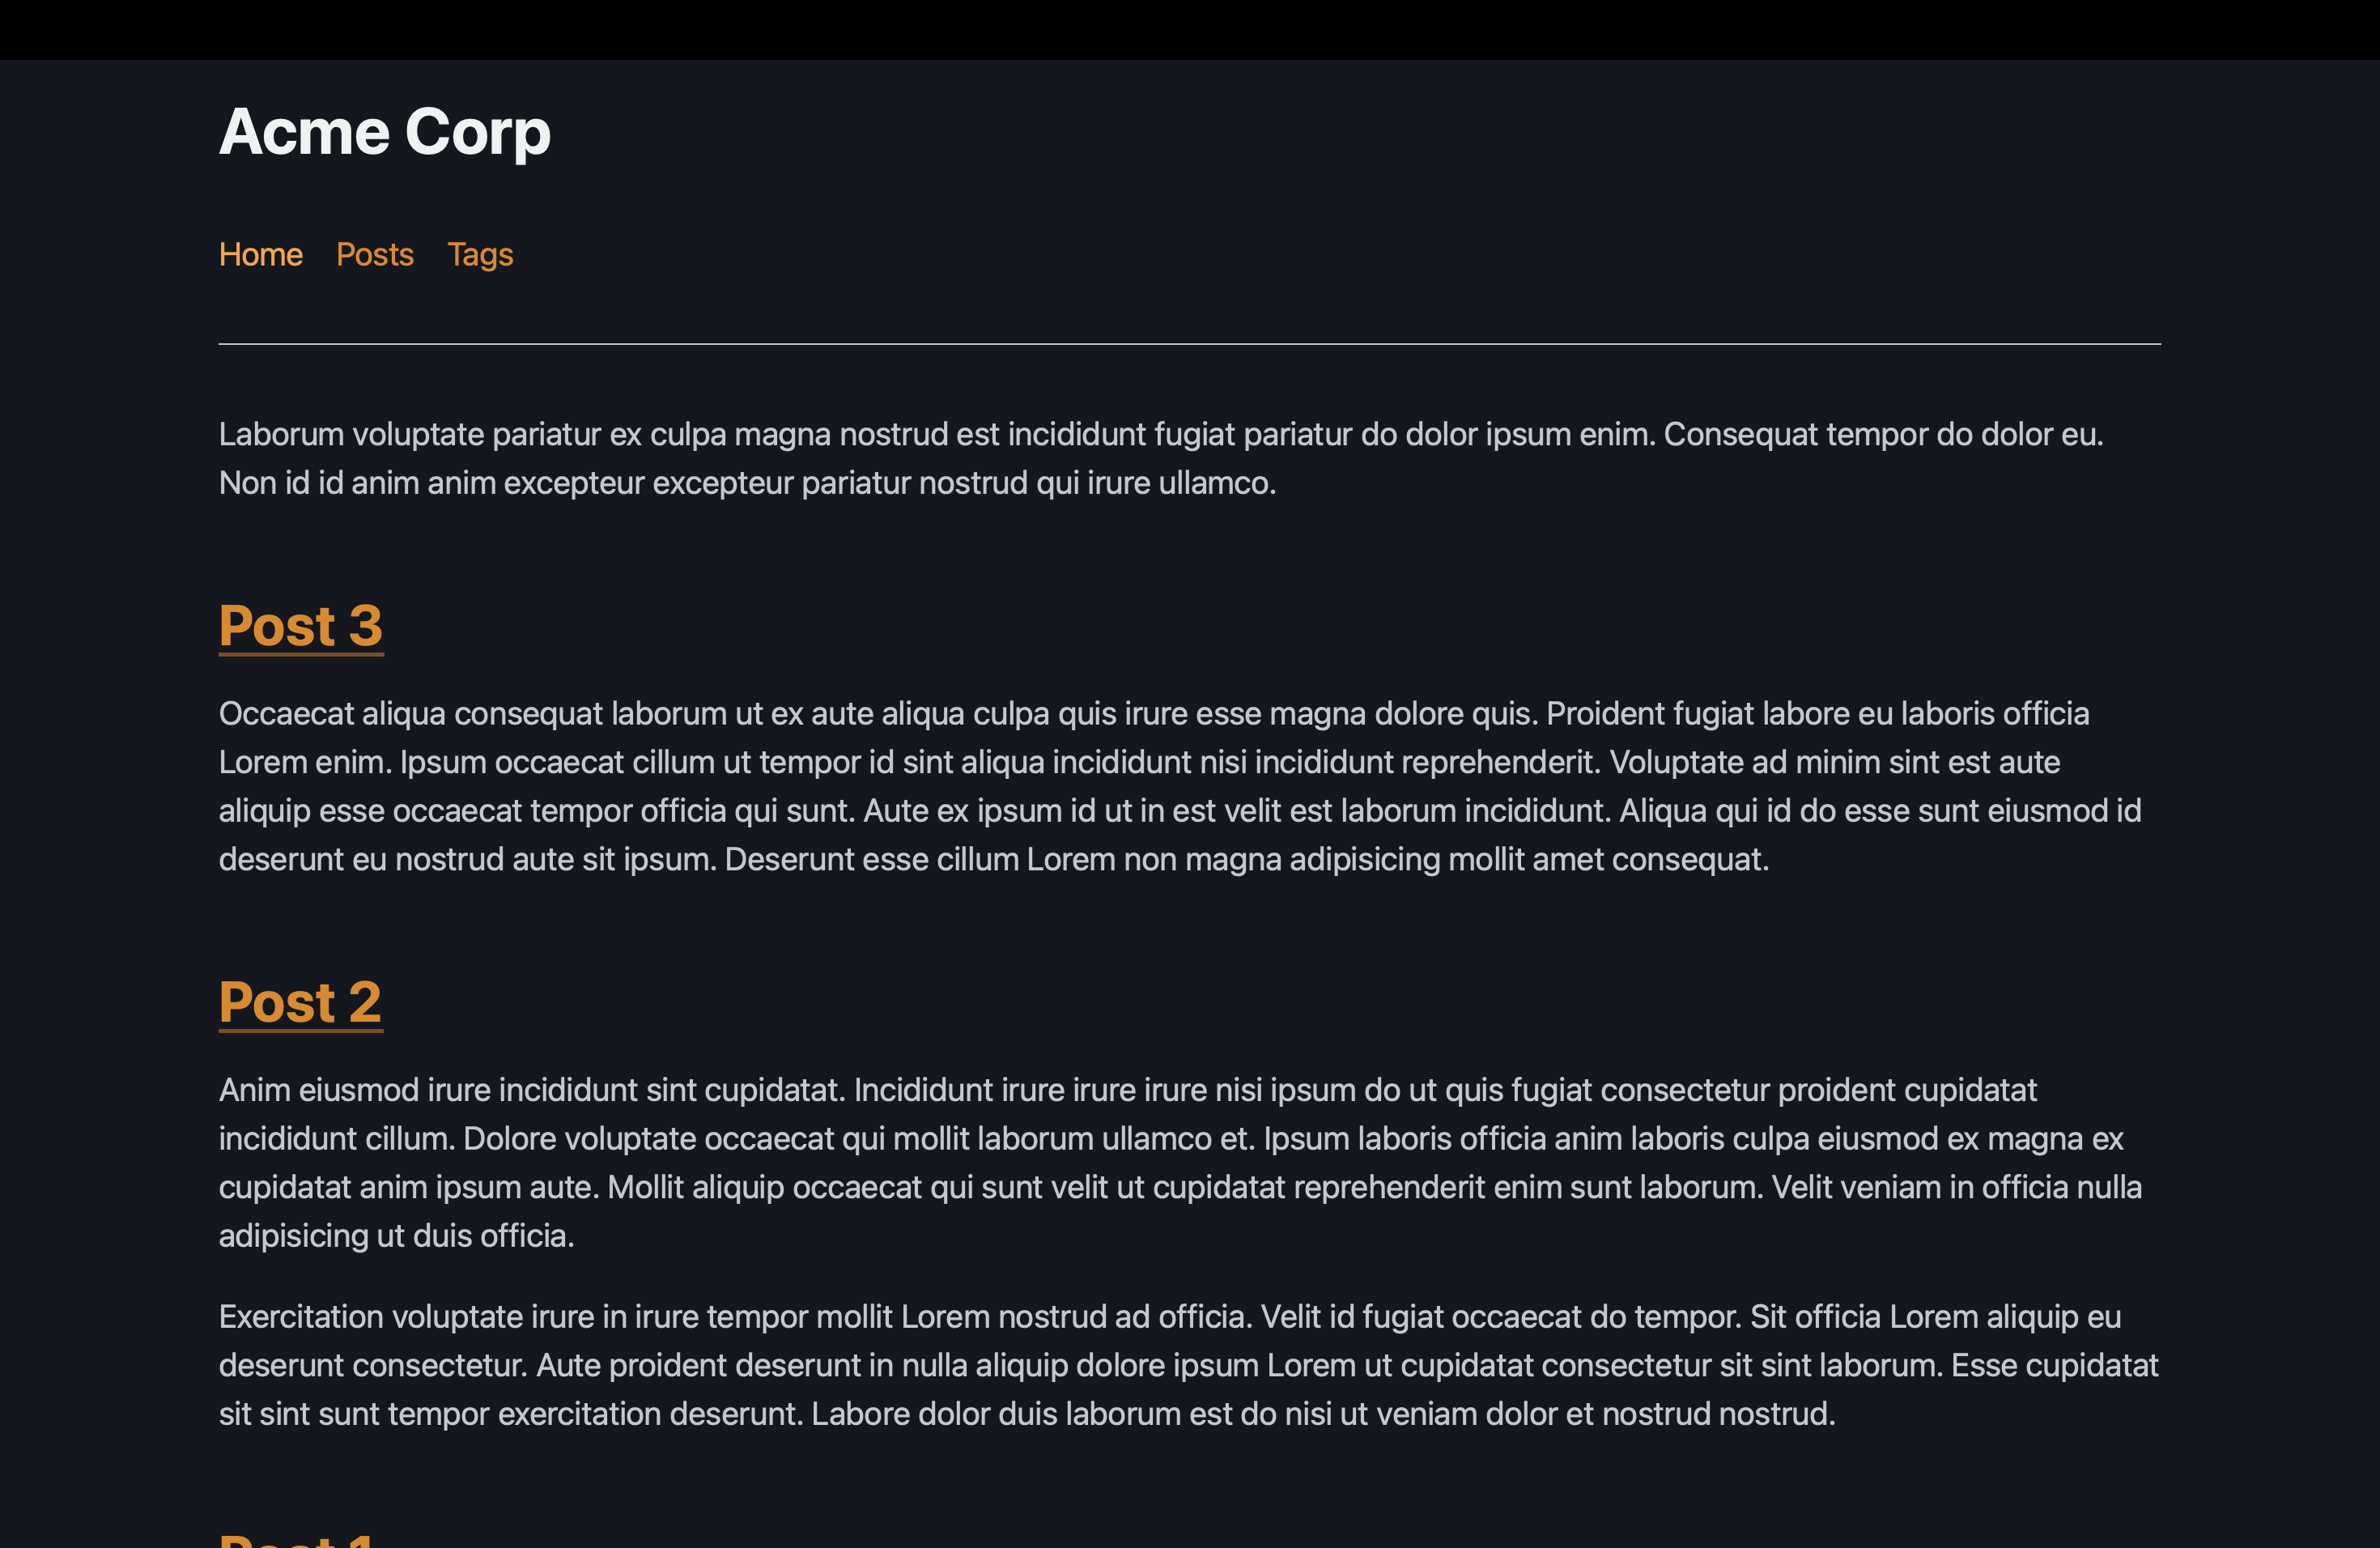 Acme Corp
Home Posts Tags
Laborum voluptate pariatur ex culpa magna nostrud est incididunt fugiat pariatur do dolor ipsum enim. Consequat tempor do dolor eu.
Non id id anim anim excepteur excepteur pariatur nostrud qui irure ullamco.
Post 3
Occaecat aliqua consequat laborum ut ex aute aliqua culpa quis irure esse magna dolore quis. Proident fugiat labore eu laboris officia
Lorem enim. Ipsum occaecat cillum ut tempor id sint aliqua incididunt nisi incididunt reprehenderit. Voluptate ad minim sint est aute
aliquip esse occaecat tempor officia qui sunt. Aute ex ipsum id ut in est velit est laborum incididunt. Aliqua qui id do esse sunt eiusmod id
deserunt eu nostrud aute sit ipsum. Deserunt esse cillum Lorem non magna adipisicing mollit amet consequat.
Post 2
Anim eiusmod irure incididunt sint cupidatat. Incididunt irure irure irure nisi ipsum do ut quis fugiat consectetur proident cupidatat
incididunt cillum. Dolore voluptate occaecat qui mollit laborum ullamco et. Ipsum laboris officia anim laboris culpa eiusmod ex magna ex
cupidatat anim ipsum aute. Mollit aliquip occaecat qui sunt velit ut cupidatat reprehenderit enim sunt laborum. Velit veniam in officia nulla
adipisicing ut duis officia.
Exercitation voluptate irure in irure tempor mollit Lorem nostrud ad officia. Velit id fugiat occaecat do tempor. Sit officia Lorem aliquip eu
deserunt consectetur. Aute proident deserunt in nulla aliquip dolore ipsum Lorem ut cupidatat consectetur sit sint laborum. Esse cupidatat
sit sint sunt tempor exercitation deserunt. Labore dolor duis laborum est do nisi ut veniam dolor et nostrud nostrud.
Post 1